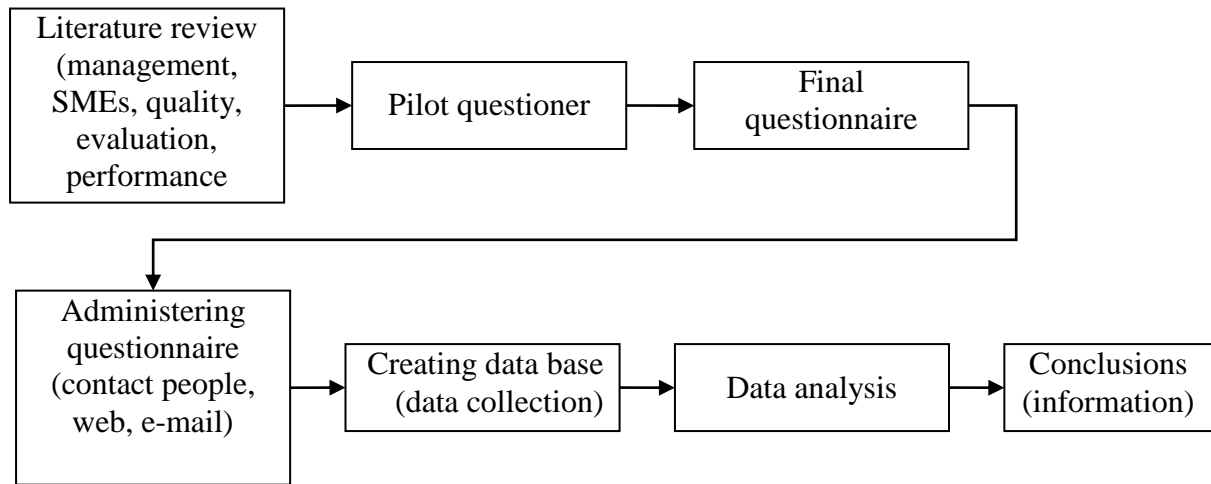 Literature review
(management,
SMEs, quality,
evaluation,
performance
Pilot questioner
Final
questionnaire
Administering
questionnaire
(contact people,
web, e-mail)
Creating data base
(data collection)
Data analysis
Conclusions
(information)